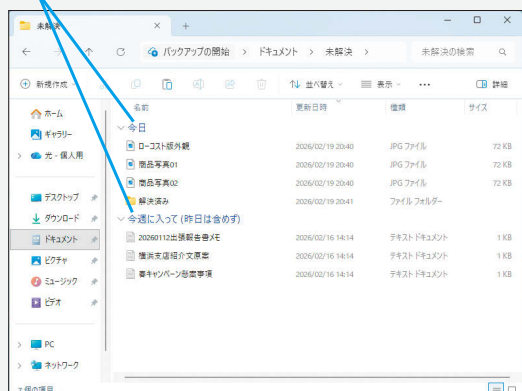 未解決
バックアップの開始 > ドキュメント > 未解決 >
未解決の検索
新規作成
並べ替え
表示
詳細
名前
更新日時
種類
サイズ
ホーム
ギャラリー
光 - 個人用
デスクトップ
ダウンロード
ドキュメント
ピクチャ
ミュージック
ビデオ
PC
ネットワーク
今日
ローコスト版外観 2026/02/19 20:40 JPG ファイル 72 KB
商品写真01 2026/02/19 20:40 JPG ファイル 72 KB
商品写真02 2026/02/19 20:40 JPG ファイル 72 KB
解決済み 2026/02/19 20:41 ファイル フォルダー
今週に入って (昨日は含めず)
20260112出張報告書メモ 2026/02/16 14:14 テキスト ドキュメント 1 KB
横浜支店紹介文原案 2026/02/16 14:14 テキスト ドキュメント 1 KB
春キャンペーン懸案事項 2026/02/16 14:14 テキスト ドキュメント 1 KB
7 個の項目